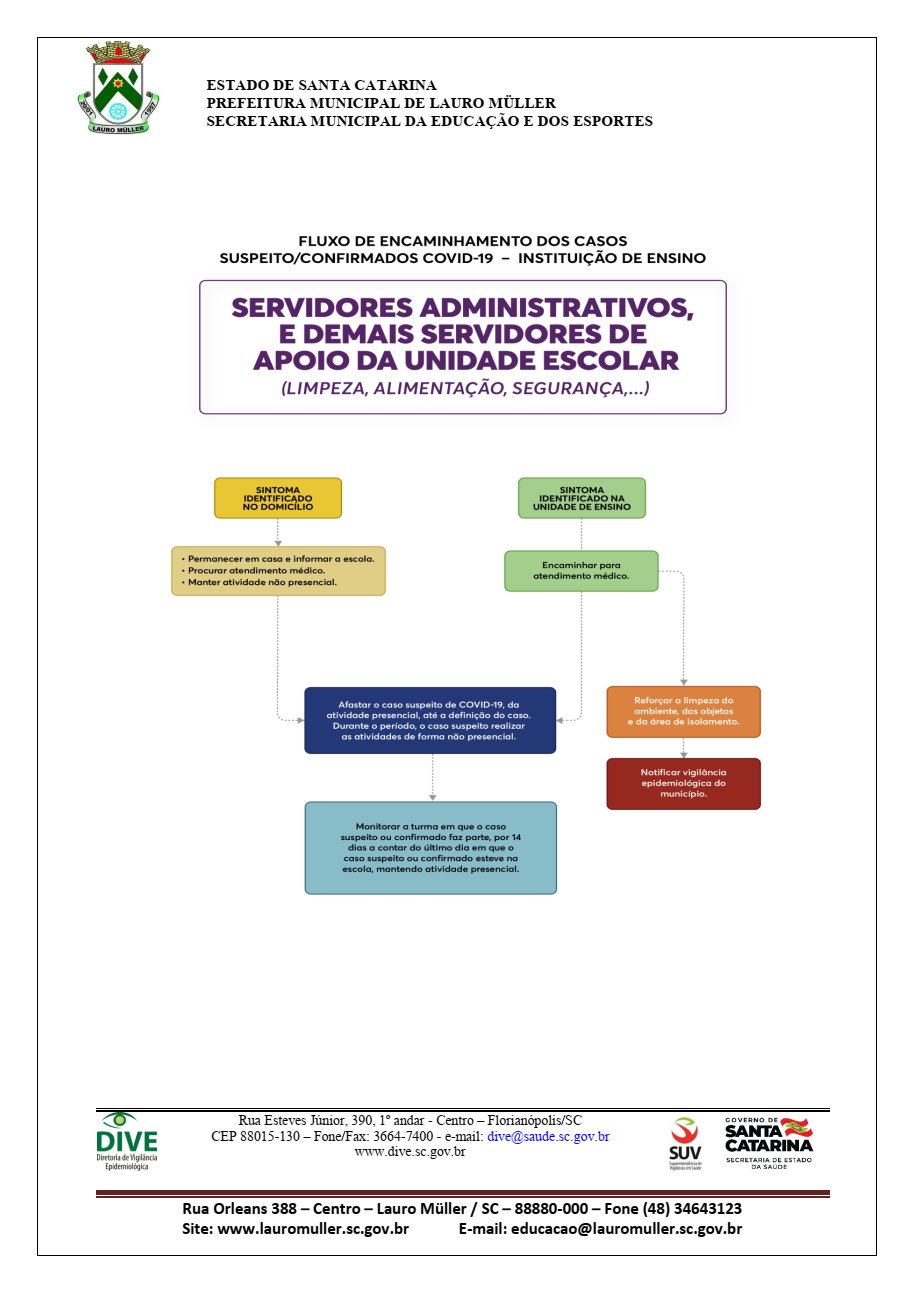 ESTADO DE SANTA CATARINA
PREFEITURA MUNICIPAL DE LAURO MÜLLER
SECRETARIA MUNICIPAL DA EDUCAÇÃO E DOS ESPORTES
20/01
1957
LAURO MÜLLER
FLUXO DE ENCAMINHAMENTO DOS CASOS
SUSPEITO/CONFIRMADOS COVID-19 – INSTITUIÇÃO DE ENSINO
SERVIDORES ADMINISTRATIVOS,
E DEMAIS SERVIDORES DE
APOIO DA UNIDADE ESCOLAR
(LIMPEZA, ALIMENTAÇÃO, SEGURANÇA,...)
SINTOMA
IDENTIFICADO
NO DOMICÍLIO
• Permanecer em casa e informar a escola.
• Procurar atendimento médico.
• Manter atividade não presencial.
SINTOMA
IDENTIFICADO NA
UNIDADE DE ENSINO
Encaminhar para
atendimento médico.
Afastar o caso suspeito de COVID-19, da
atividade presencial, até a definição do caso.
Durante o período, o caso suspeito realizar
as atividades de forma não presencial.
Reforçar a limpeza do
ambiente, dos objetos
e da área de isolamento.
Notificar vigilância
epidemiológica do
município.
Monitorar a turma em que o caso
suspeito ou confirmado faz parte, por 14
dias a contar do último dia em que o
caso suspeito ou confirmado esteve na
escola, mantendo atividade presencial.
DIVE
Diretoria de Vigilância
Epidemiológica
Rua Esteves Júnior, 390, 1º andar - Centro – Florianópolis/SC
CEP 88015-130 – Fone/Fax: 3664-7400 - e-mail: dive@saude.sc.gov.br
www.dive.sc.gov.br
SUV
Superintendência de
Vigilância em Saúde
GOVERNO DE
SANTA
CATARINA
SECRETARIA DE ESTADO
DA SAÚDE
Rua Orleans 388 – Centro – Lauro Müller / SC – 88880-000 – Fone (48) 34643123
Site: www.lauromuller.sc.gov.br E-mail: educacao@lauromuller.sc.gov.br